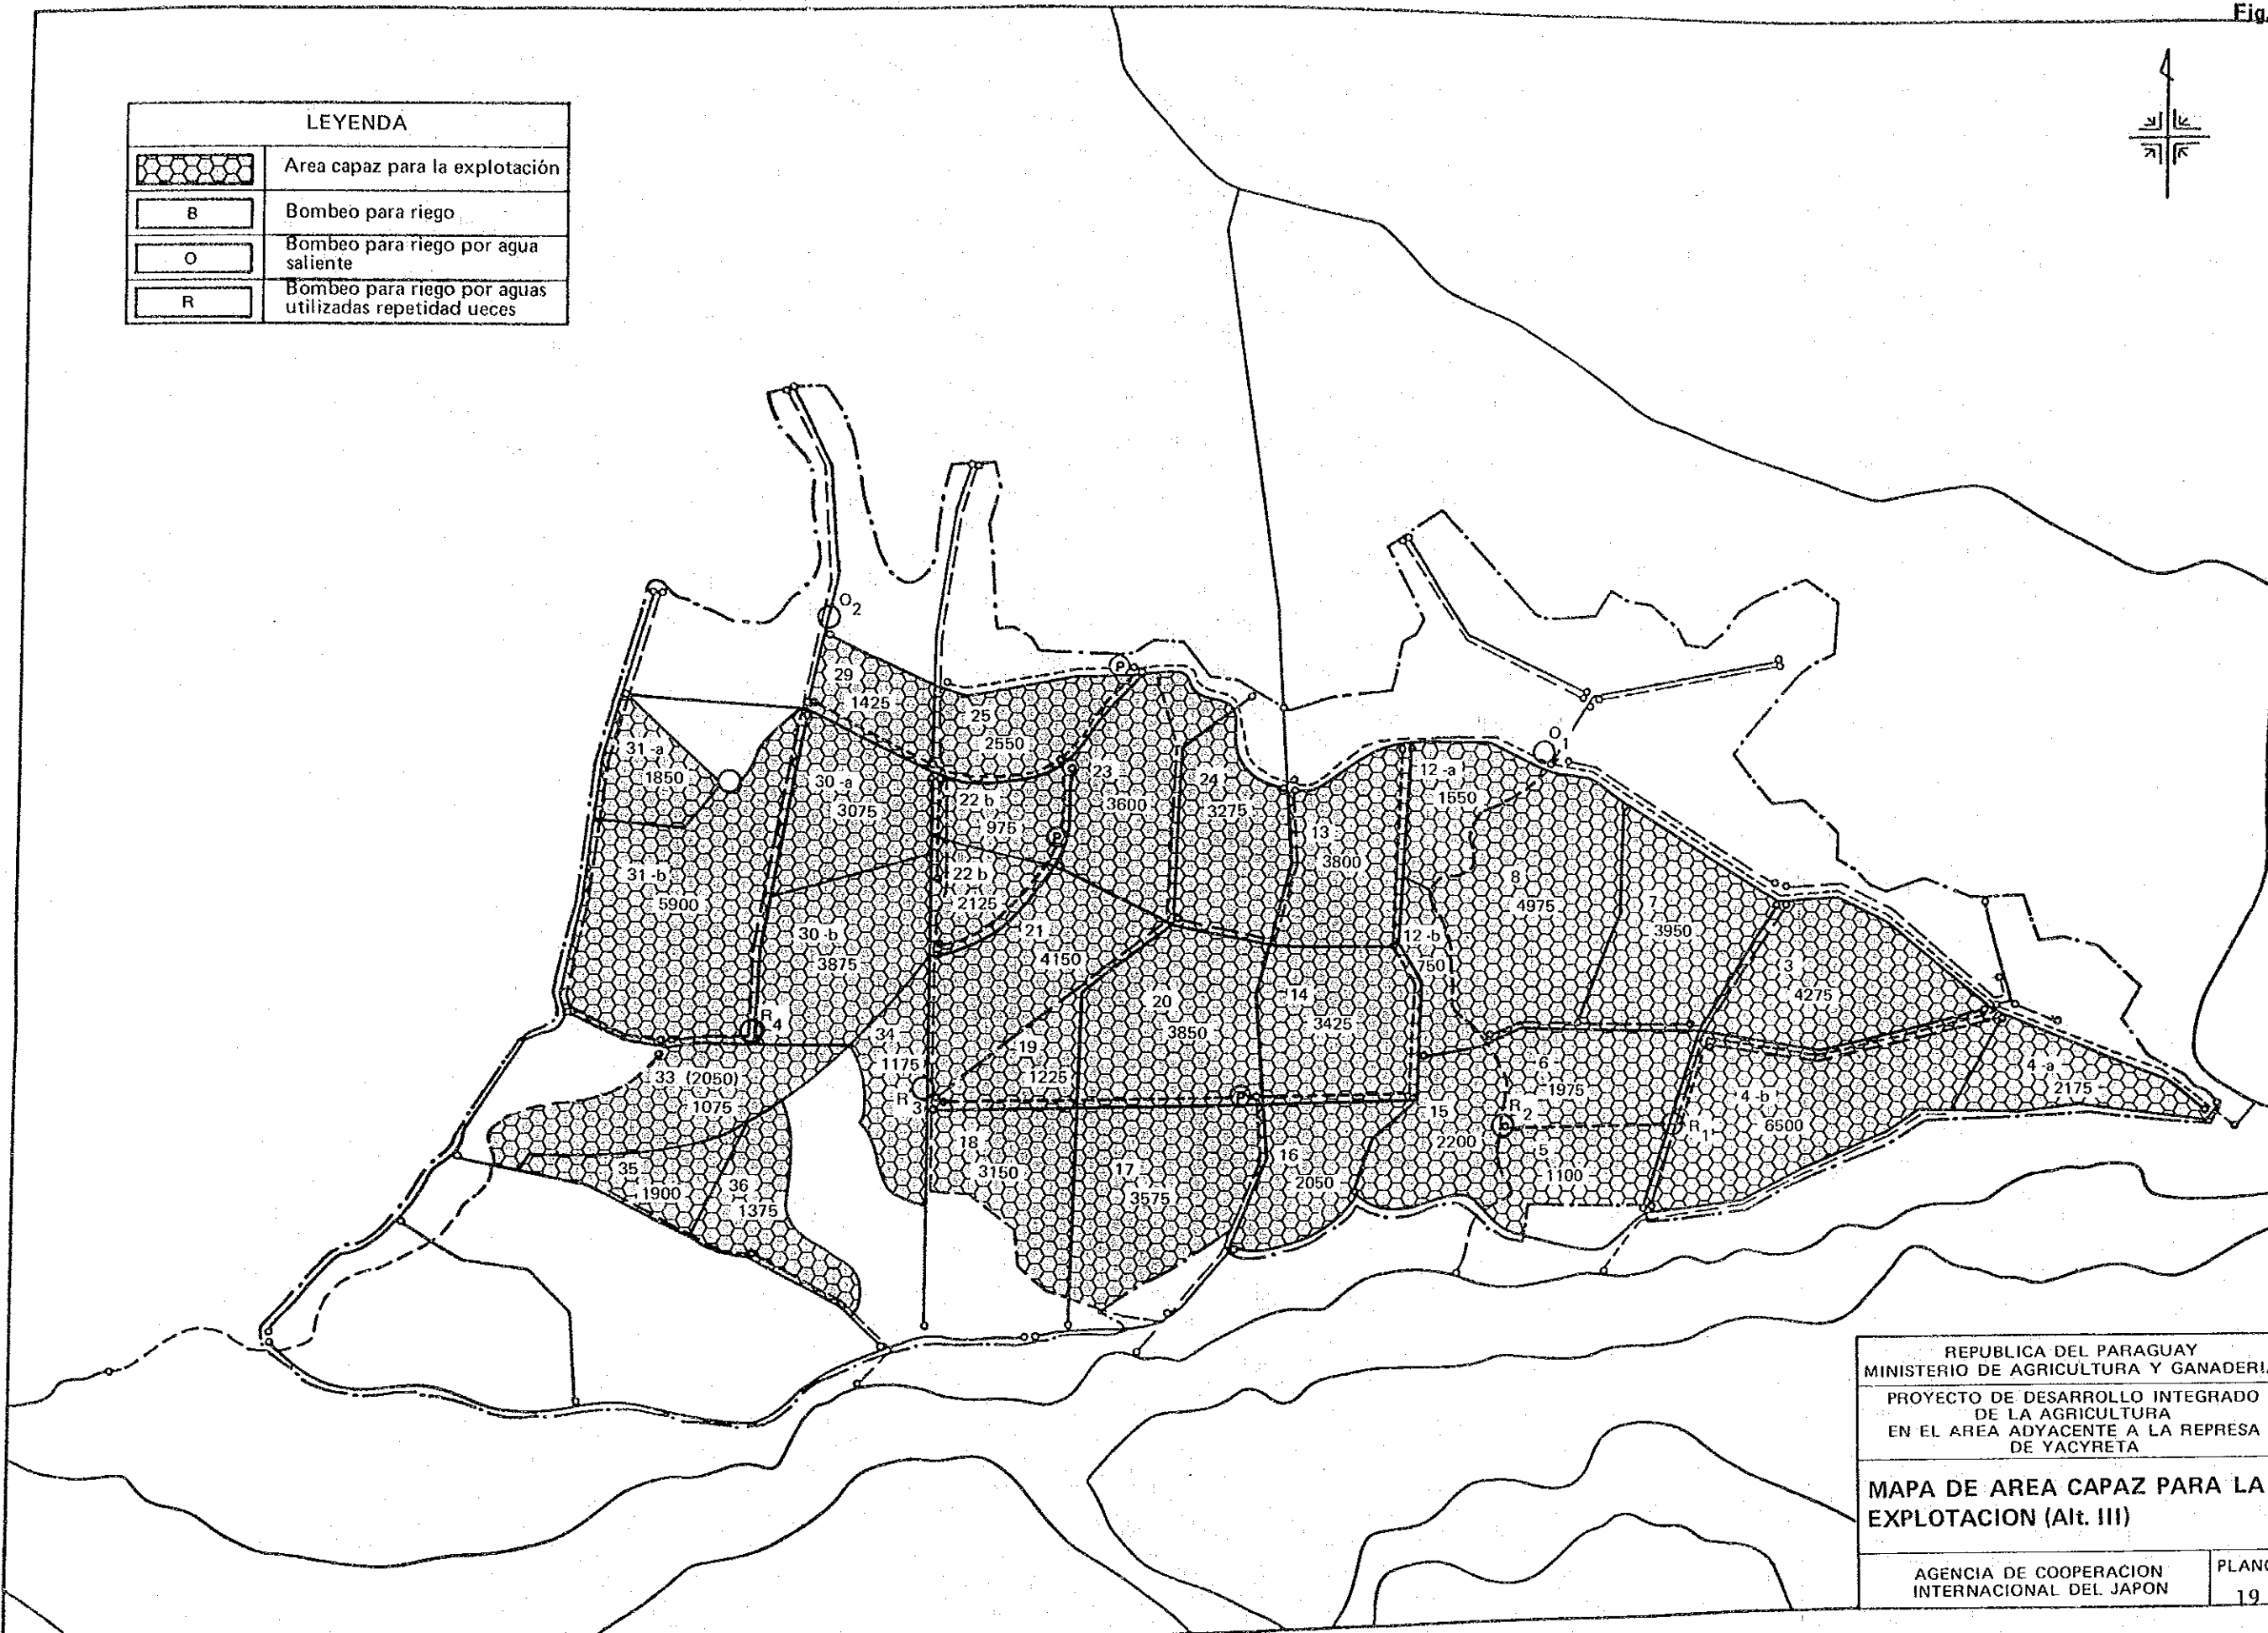 Fig.
LEYENDA
Area capaz para la explotación
B
Bombeo para riego
O
Bombeo para riego por agua
saliente
R
Bombeo para riego por aguas
utilizadas repetidad ueces
O2
29
1425
25
2550
P
31 -a
1850
30 -a
3075
22 b
975
23
3600
24
3275
13
3800
12 -a
1550
O1
P
31 -b
5900
30 -b
3875
22 b
2125
21
4150
8
4975
12 -b
750
7
3950
3
4275
R4
34
1175
20
3850
14
3425
19
1225
33 (2050)
1075
R3
P
6
1975
4 -a
2175
4 -b
6500
R2
b
R1
15
2200
5
1100
18
3150
17
3575
16
2050
35
1900
36
1375
REPUBLICA DEL PARAGUAY
MINISTERIO DE AGRICULTURA Y GANADERI
PROYECTO DE DESARROLLO INTEGRADO
DE LA AGRICULTURA
EN EL AREA ADYACENTE A LA REPRESA
DE YACYRETA
MAPA DE AREA CAPAZ PARA LA
EXPLOTACION (Alt. III)
AGENCIA DE COOPERACION
INTERNACIONAL DEL JAPON
PLANO
19